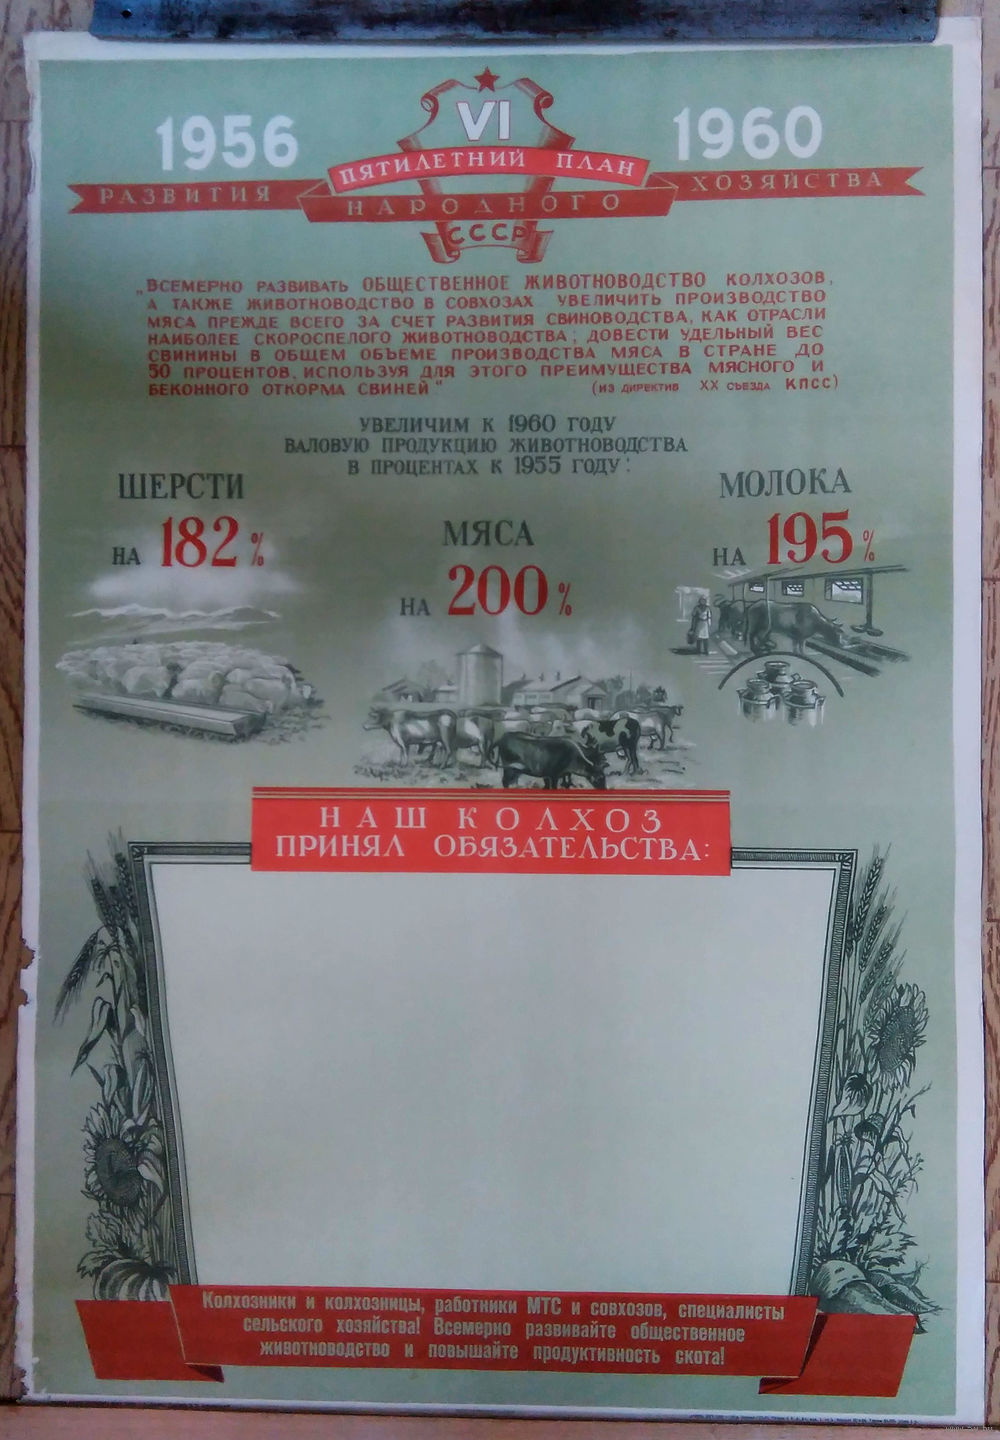 1956
1960
VI
ПЯТИЛЕТНИЙ ПЛАН
РАЗВИТИЯ НАРОДНОГО ХОЗЯЙСТВА
СССР
„ВСЕМЕРНО РАЗВИВАТЬ ОБЩЕСТВЕННОЕ ЖИВОТНОВОДСТВО КОЛХОЗОВ,
А ТАКЖЕ ЖИВОТНОВОДСТВО В СОВХОЗАХ УВЕЛИЧИТЬ ПРОИЗВОДСТВО
МЯСА ПРЕЖДЕ ВСЕГО ЗА СЧЕТ РАЗВИТИЯ СВИНОВОДСТВА, КАК ОТРАСЛИ
НАИБОЛЕЕ СКОРОСПЕЛОГО ЖИВОТНОВОДСТВА; ДОВЕСТИ УДЕЛЬНЫЙ ВЕС
СВИНИНЫ В ОБЩЕМ ОБЪЕМЕ ПРОИЗВОДСТВА МЯСА В СТРАНЕ ДО
50 ПРОЦЕНТОВ, ИСПОЛЬЗУЯ ДЛЯ ЭТОГО ПРЕИМУЩЕСТВА МЯСНОГО И
БЕКОННОГО ОТКОРМА СВИНЕЙ" (ИЗ ДИРЕКТИВ XX СЪЕЗДА КПСС)
УВЕЛИЧИМ К 1960 ГОДУ
ВАЛОВУЮ ПРОДУКЦИЮ ЖИВОТНОВОДСТВА
В ПРОЦЕНТАХ К 1955 ГОДУ:
ШЕРСТИ
НА 182%
МЯСА
НА 200%
МОЛОКА
НА 195%
НАШ КОЛХОЗ
ПРИНЯЛ ОБЯЗАТЕЛЬСТВА:
Колхозники и колхозницы, работники МТС и совхозов, специалисты
сельского хозяйства! Всемерно развивайте общественное
животноводство и повышайте продуктивность скота!